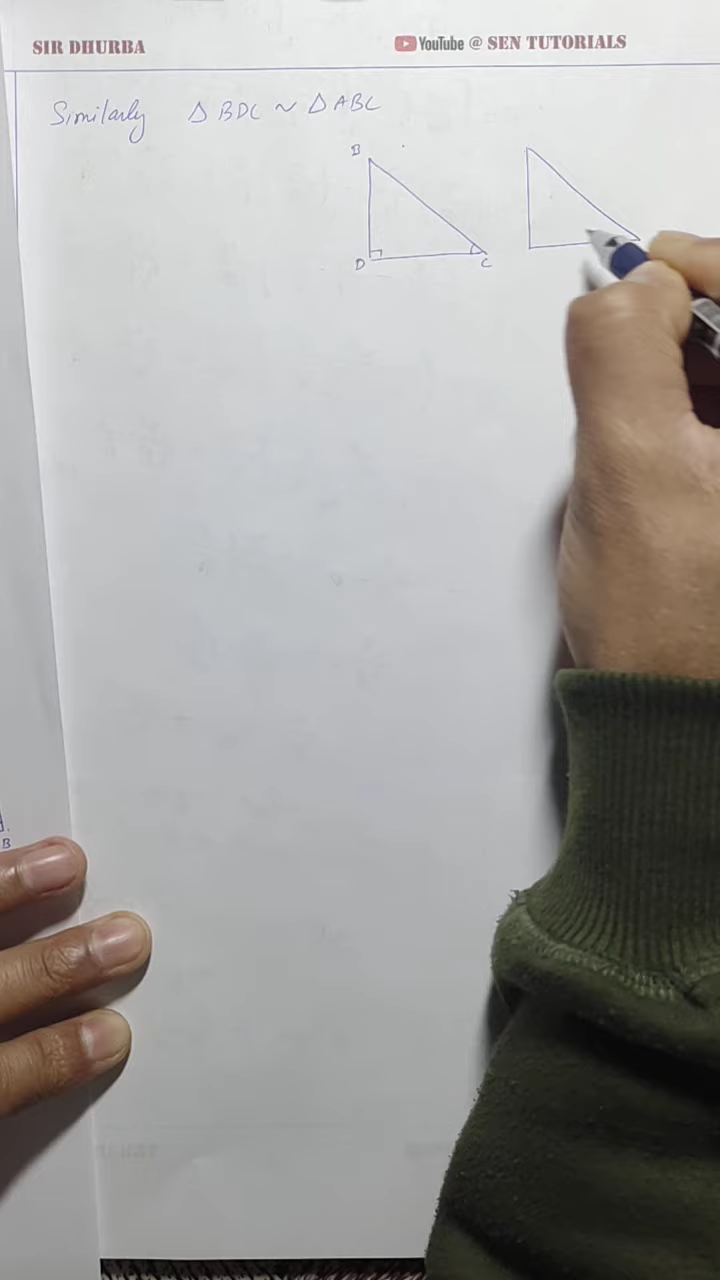 SIR DHURBA
YouTube @ SEN TUTORIALS
Similarly △ BDC ~ △ ABC
B
D
C
B